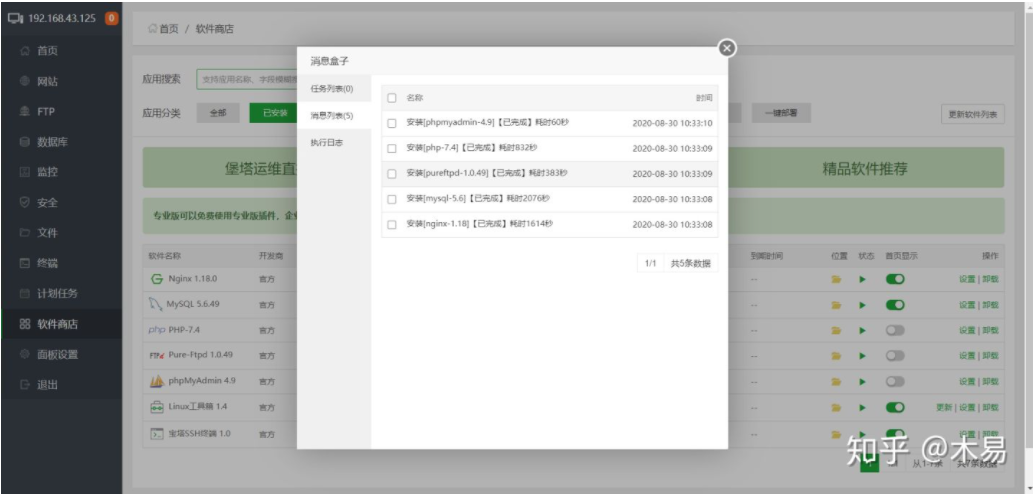 192.168.43.125 0
首页
网站
FTP
数据库
监控
安全
文件
终端
计划任务
软件商店
面板设置
退出
首页 / 软件商店
应用搜索 支持应用名称、字段模糊
应用分类 全部 已安装 一键部署 更新软件列表
堡塔运维直 精品软件推荐
专业版可以免费使用专业版插件，企业
软件名称 开发商 到期时间 位置 状态 首页显示 操作
Nginx 1.18.0 官方 -- 设置 | 卸载
MySQL 5.6.49 官方 -- 设置 | 卸载
php PHP-7.4 官方 -- 设置 | 卸载
Pure-Ftpd 1.0.49 官方 -- 设置 | 卸载
phpMyAdmin 4.9 官方 -- 设置 | 卸载
Linux工具箱 1.4 官方 -- 更新 | 设置 | 卸载
宝塔SSH终端 1.0 官方 -- 设置 | 卸载
1 1/1 从1-7条 共7条数据
消息盒子
任务列表(0)
消息列表(5)
执行日志
名称 时间
安装[phpmyadmin-4.9]【已完成】耗时60秒 2020-08-30 10:33:10
安装[php-7.4]【已完成】耗时832秒 2020-08-30 10:33:09
安装[pureftpd-1.0.49]【已完成】耗时383秒 2020-08-30 10:33:09
安装[mysql-5.6]【已完成】耗时2076秒 2020-08-30 10:33:08
安装[nginx-1.18]【已完成】耗时1614秒 2020-08-30 10:33:08
1/1 共5条数据
知乎 @木易